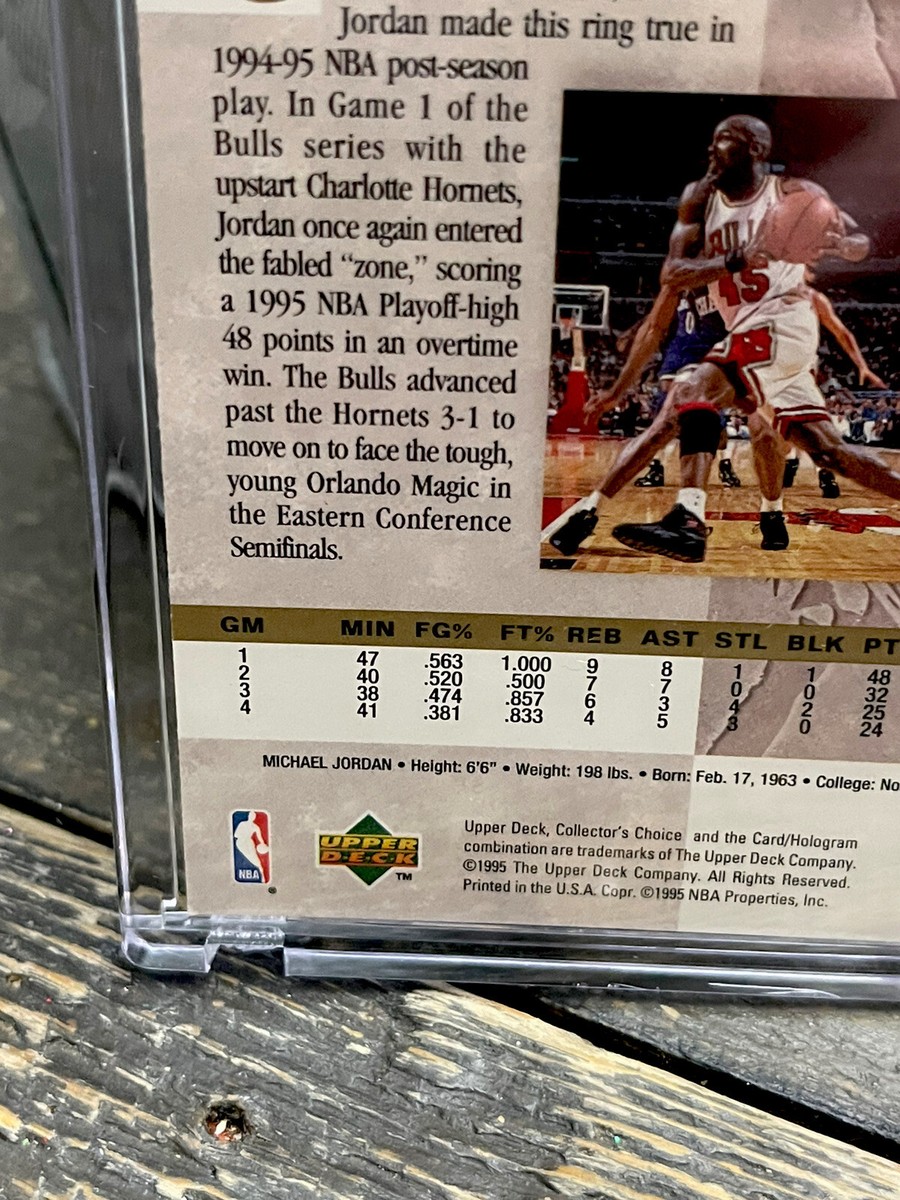 Jordan made this ring true in
1994-95 NBA post-season
play. In Game 1 of the
Bulls series with the
upstart Charlotte Hornets,
Jordan once again entered
the fabled “zone,” scoring
a 1995 NBA Playoff-high
48 points in an overtime
win. The Bulls advanced
past the Hornets 3-1 to
move on to face the tough,
young Orlando Magic in
the Eastern Conference
Semifinals.
BULL
45
GM MIN FG% FT% REB AST STL BLK PT
1 47 .563 1.000 9 8 1 1 48
2 40 .520 .500 7 7 0 0 32
3 38 .474 .857 6 3 4 2 25
4 41 .381 .833 4 5 3 0 24
MICHAEL JORDAN • Height: 6'6" • Weight: 198 lbs. • Born: Feb. 17, 1963 • College: No
NBA
®
UPPER
DECK
TM
Upper Deck, Collector's Choice and the Card/Hologram
combination are trademarks of The Upper Deck Company.
©1995 The Upper Deck Company. All Rights Reserved.
Printed in the U.S.A. Copr. ©1995 NBA Properties, Inc.